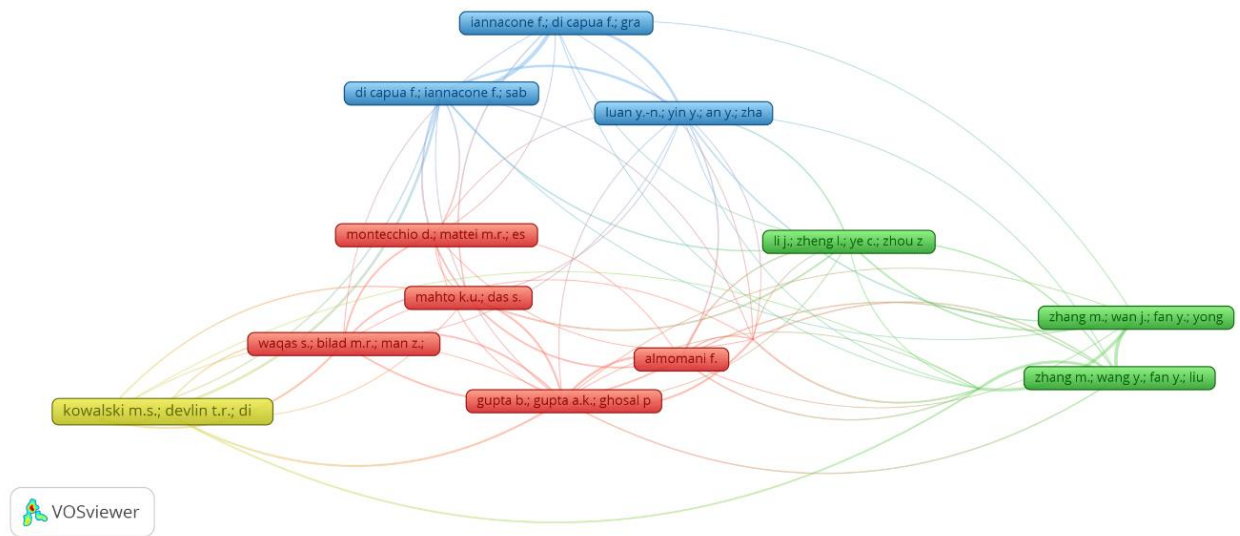 iannacone f.; di capua f.; gra
di capua f.; iannacone f.; sab
luan y.-n.; yin y.; an y.; zha
montecchio d.; mattei m.r.; es
li j.; zheng l.; ye c.; zhou z
mahto k.u.; das s.
zhang m.; wan j.; fan y.; yong
waqas s.; bilad m.r.; man z.;
almomani f.
zhang m.; wang y.; fan y.; liu
gupta b.; gupta a.k.; ghosal p
kowalski m.s.; devlin t.r.; di
VOSviewer